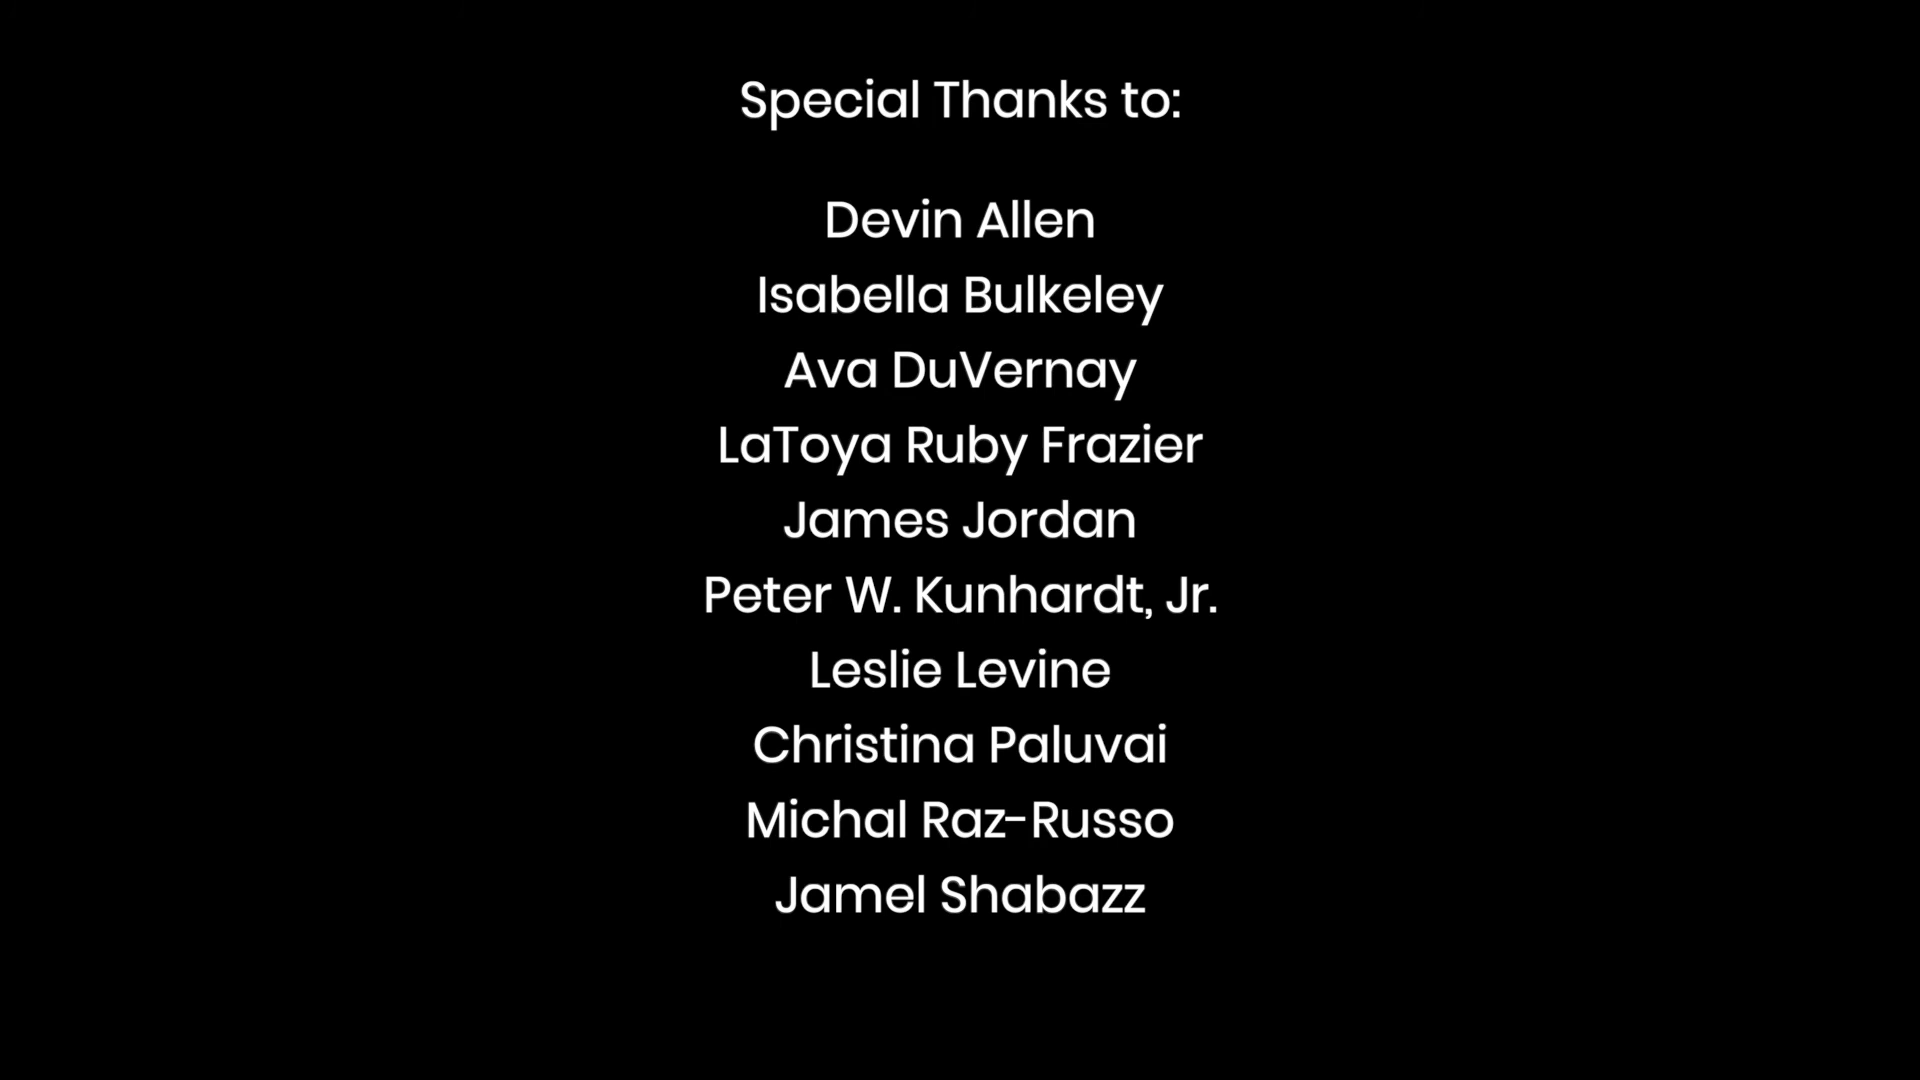 Special Thanks to:
Devin Allen
Isabella Bulkeley
Ava DuVernay
LaToya Ruby Frazier
James Jordan
Peter W. Kunhardt, Jr.
Leslie Levine
Christina Paluvai
Michal Raz-Russo
Jamel Shabazz